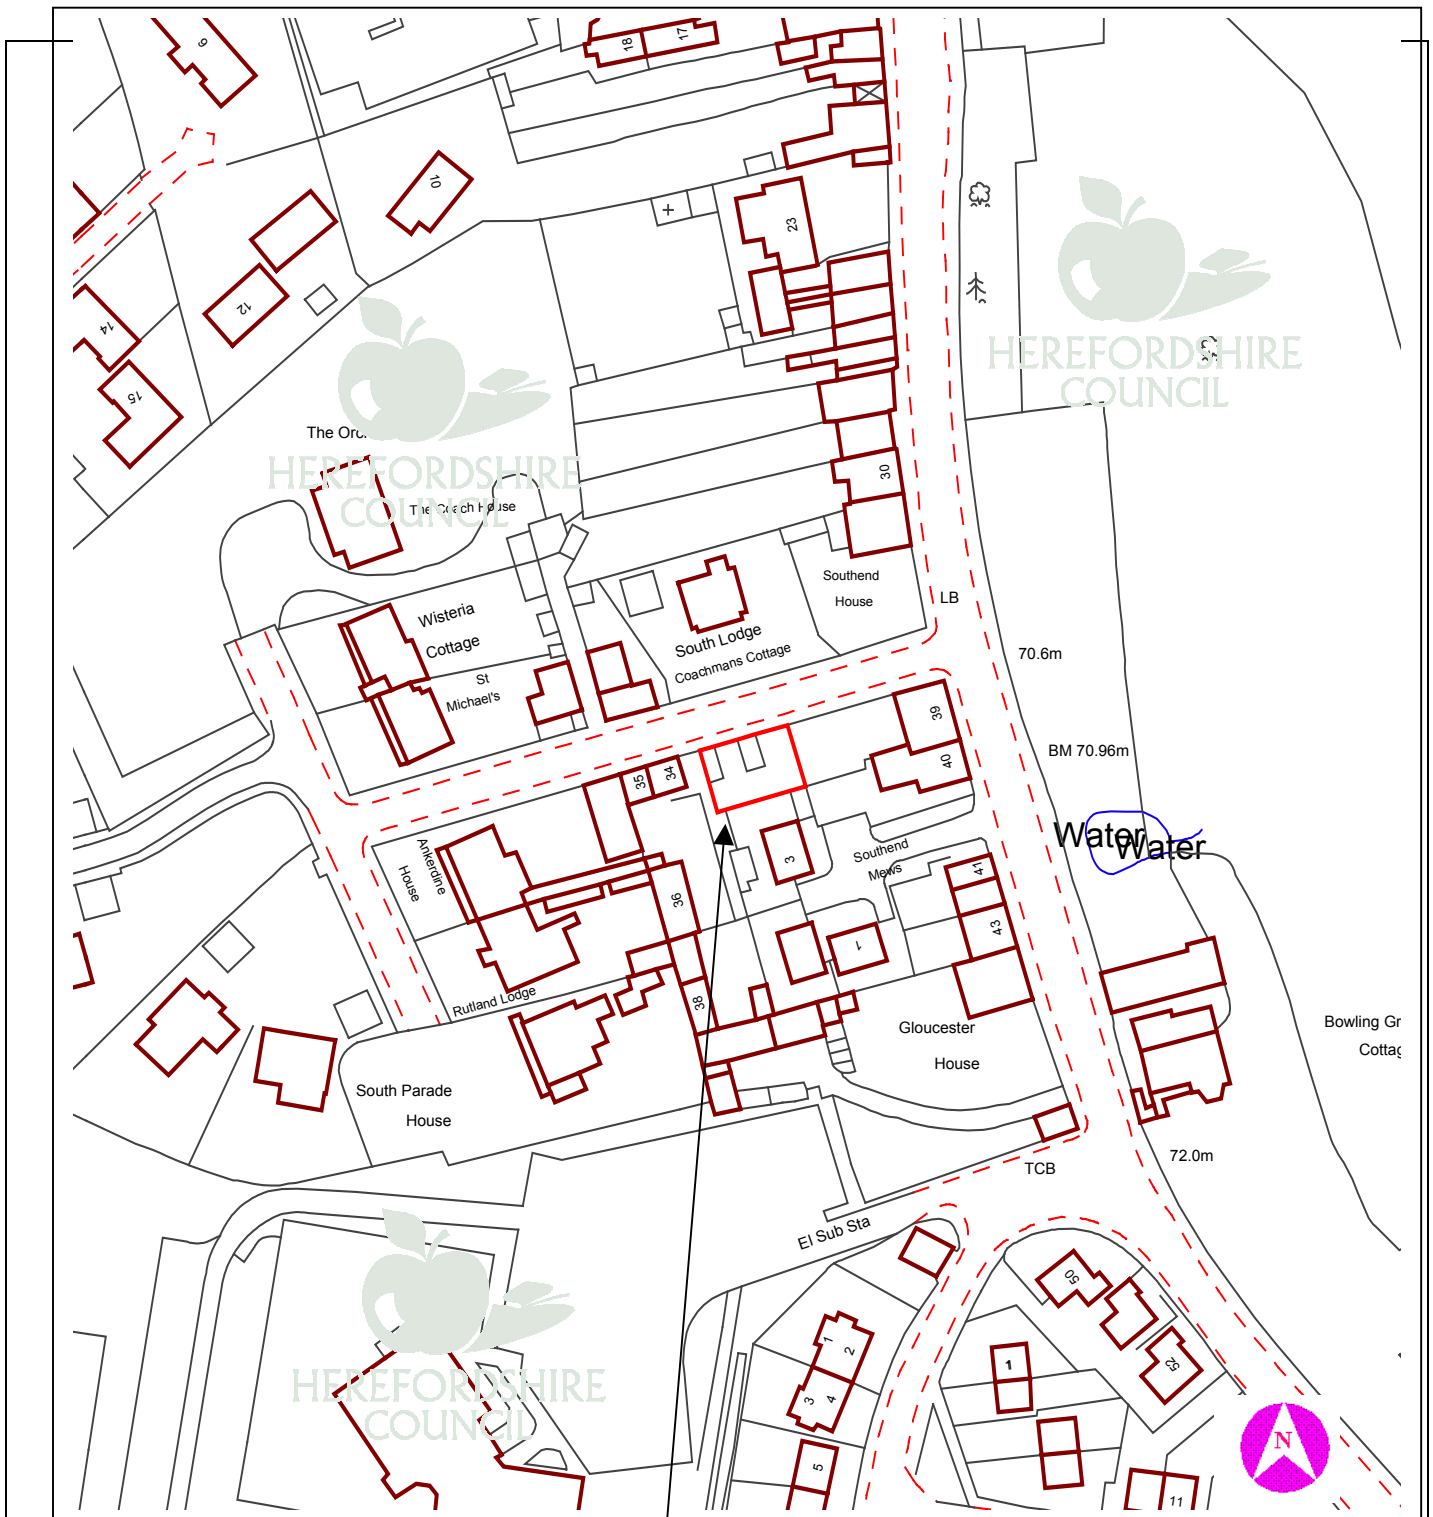 9
18
17
10
23
12
14
15
HEREFORDSHIRE
COUNCIL
30
The
HEREFORDSHIRE
COUNCIL
The Coach House
Southend
House
LB
Wisteria
Cottage
South Lodge
Coachmans Cottage
70.6m
St
Michael's
39
BM 70.96m
40
35
34
Water
Water
Ankerdine
House
3
Southend
Mews
41
36
43
1
Rutland Lodge
38
Gloucester
House
Bowling Gr
Cottag
South Parade
House
TCB
72.0m
El Sub Sta
50
HEREFORDSHIRE
COUNCIL
1
2
3
4
1
52
5
11
N